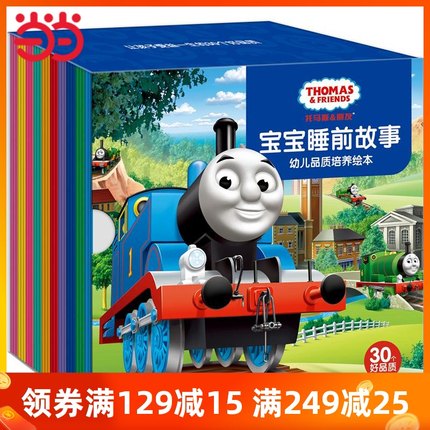 THOMAS
& FRIENDS
托马斯&朋友
宝宝睡前故事
幼儿品质培养绘本
30个
好品质
领券满129减15 满249减25